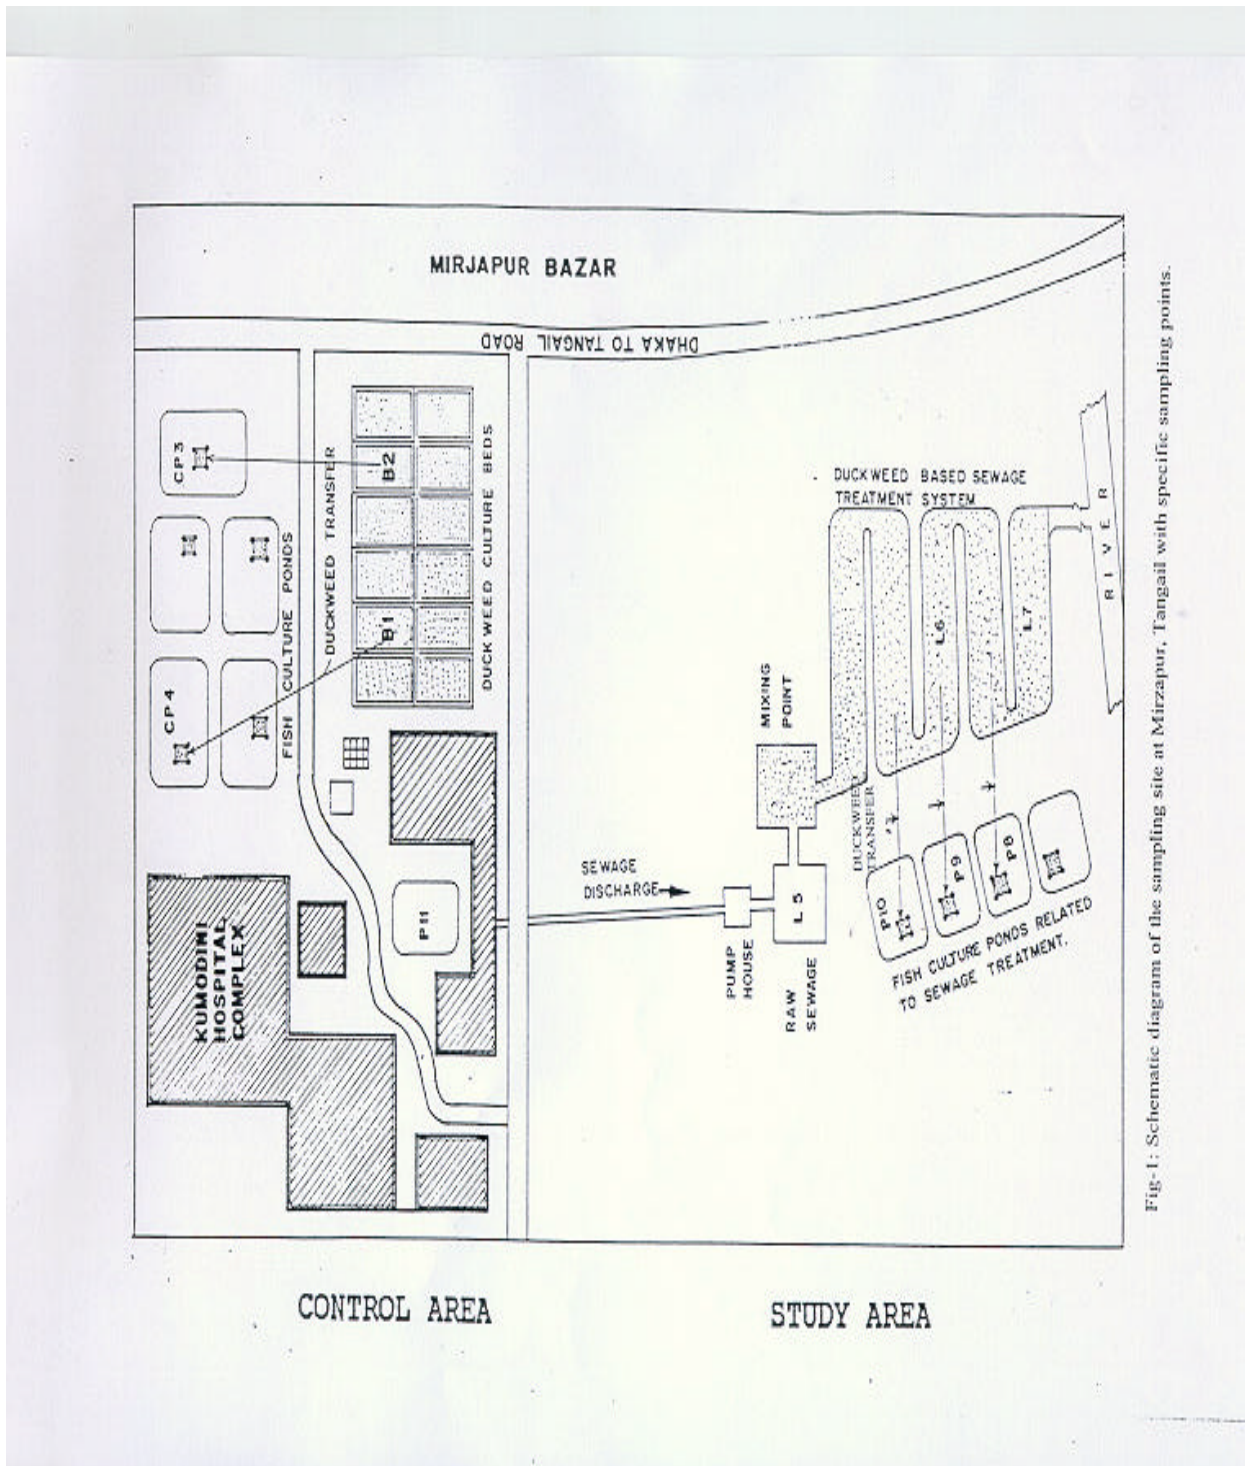 MIRJAPUR BAZAR
DHAKA TO TANGAIL ROAD
CP3
CP4
FISH CULTURE PONDS
DUCKWEED TRANSFER
B2
B1
DUCK WEED CULTURE BEDS
KUMODINI
HOSPITAL
COMPLEX
P11
SEWAGE
DISCHARGE
PUMP
HOUSE
L 5
RAW
SEWAGE
MIXING
POINT
DUCKWEED BASED SEWAGE
TREATMENT SYSTEM
L6
L7
RIVER
DUCKWEED
TRANSFER
P10
P9
P8
FISH CULTURE PONDS RELATED
TO SEWAGE TREATMENT.
CONTROL AREA
STUDY AREA
Fig-1: Schematic diagram of the sampling site at Mirzapur, Tangail with specific sampling points.